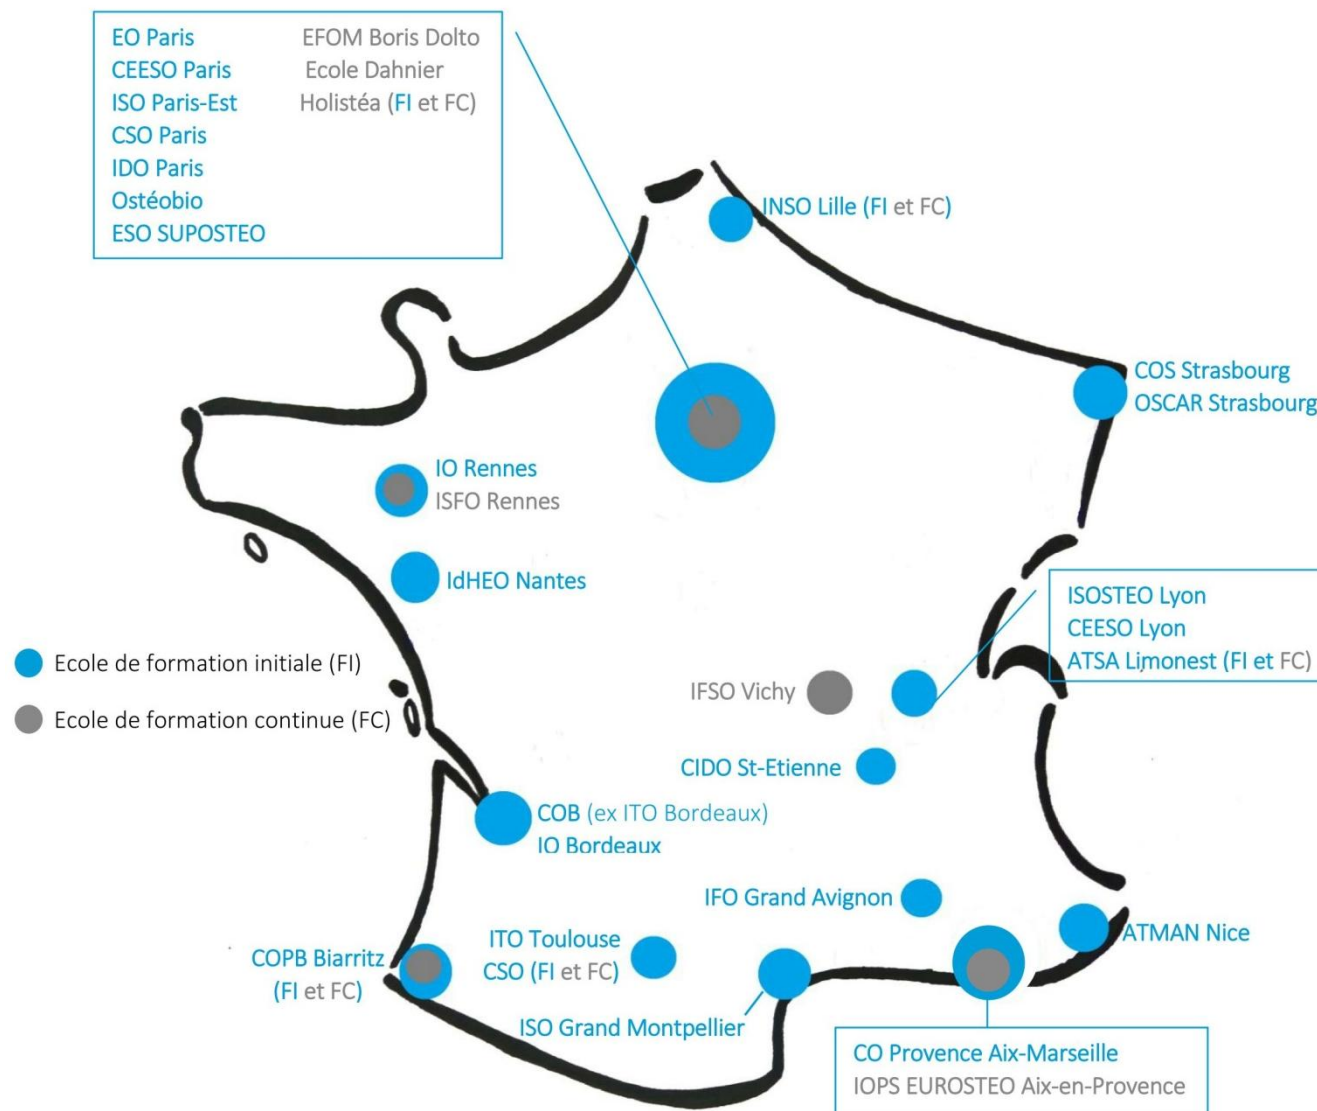 EO Paris
CEESO Paris
ISO Paris-Est
CSO Paris
IDO Paris
Ostéobio
ESO SUPOSTEO
EFOM Boris Dolto
Ecole Dahnier
Holistéa (FI et FC)
INSO Lille (FI et FC)
COS Strasbourg
OSCAR Strasbourg
IO Rennes
ISFO Rennes
IdHEO Nantes
ISOSTEO Lyon
CEESO Lyon
ATSA Limonest (FI et FC)
Ecole de formation initiale (FI)
Ecole de formation continue (FC)
IFSO Vichy
CIDO St-Etienne
COB (ex ITO Bordeaux)
IO Bordeaux
IFO Grand Avignon
ATMAN Nice
COPB Biarritz
(FI et FC)
ITO Toulouse
CSO (FI et FC)
ISO Grand Montpellier
CO Provence Aix-Marseille
IOPS EUROSTEO Aix-en-Provence